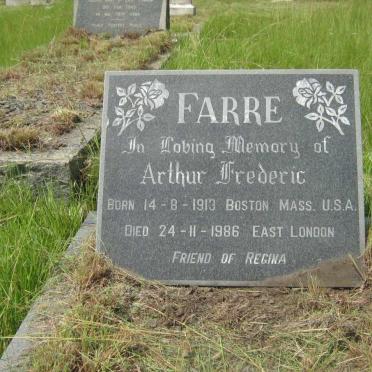 FARRE
In Loving Memory of
Arthur Frederic
BORN 14-8-1913 BOSTON MASS. U.S.A.
DIED 24-11-1986 EAST LONDON
FRIEND OF REGINA